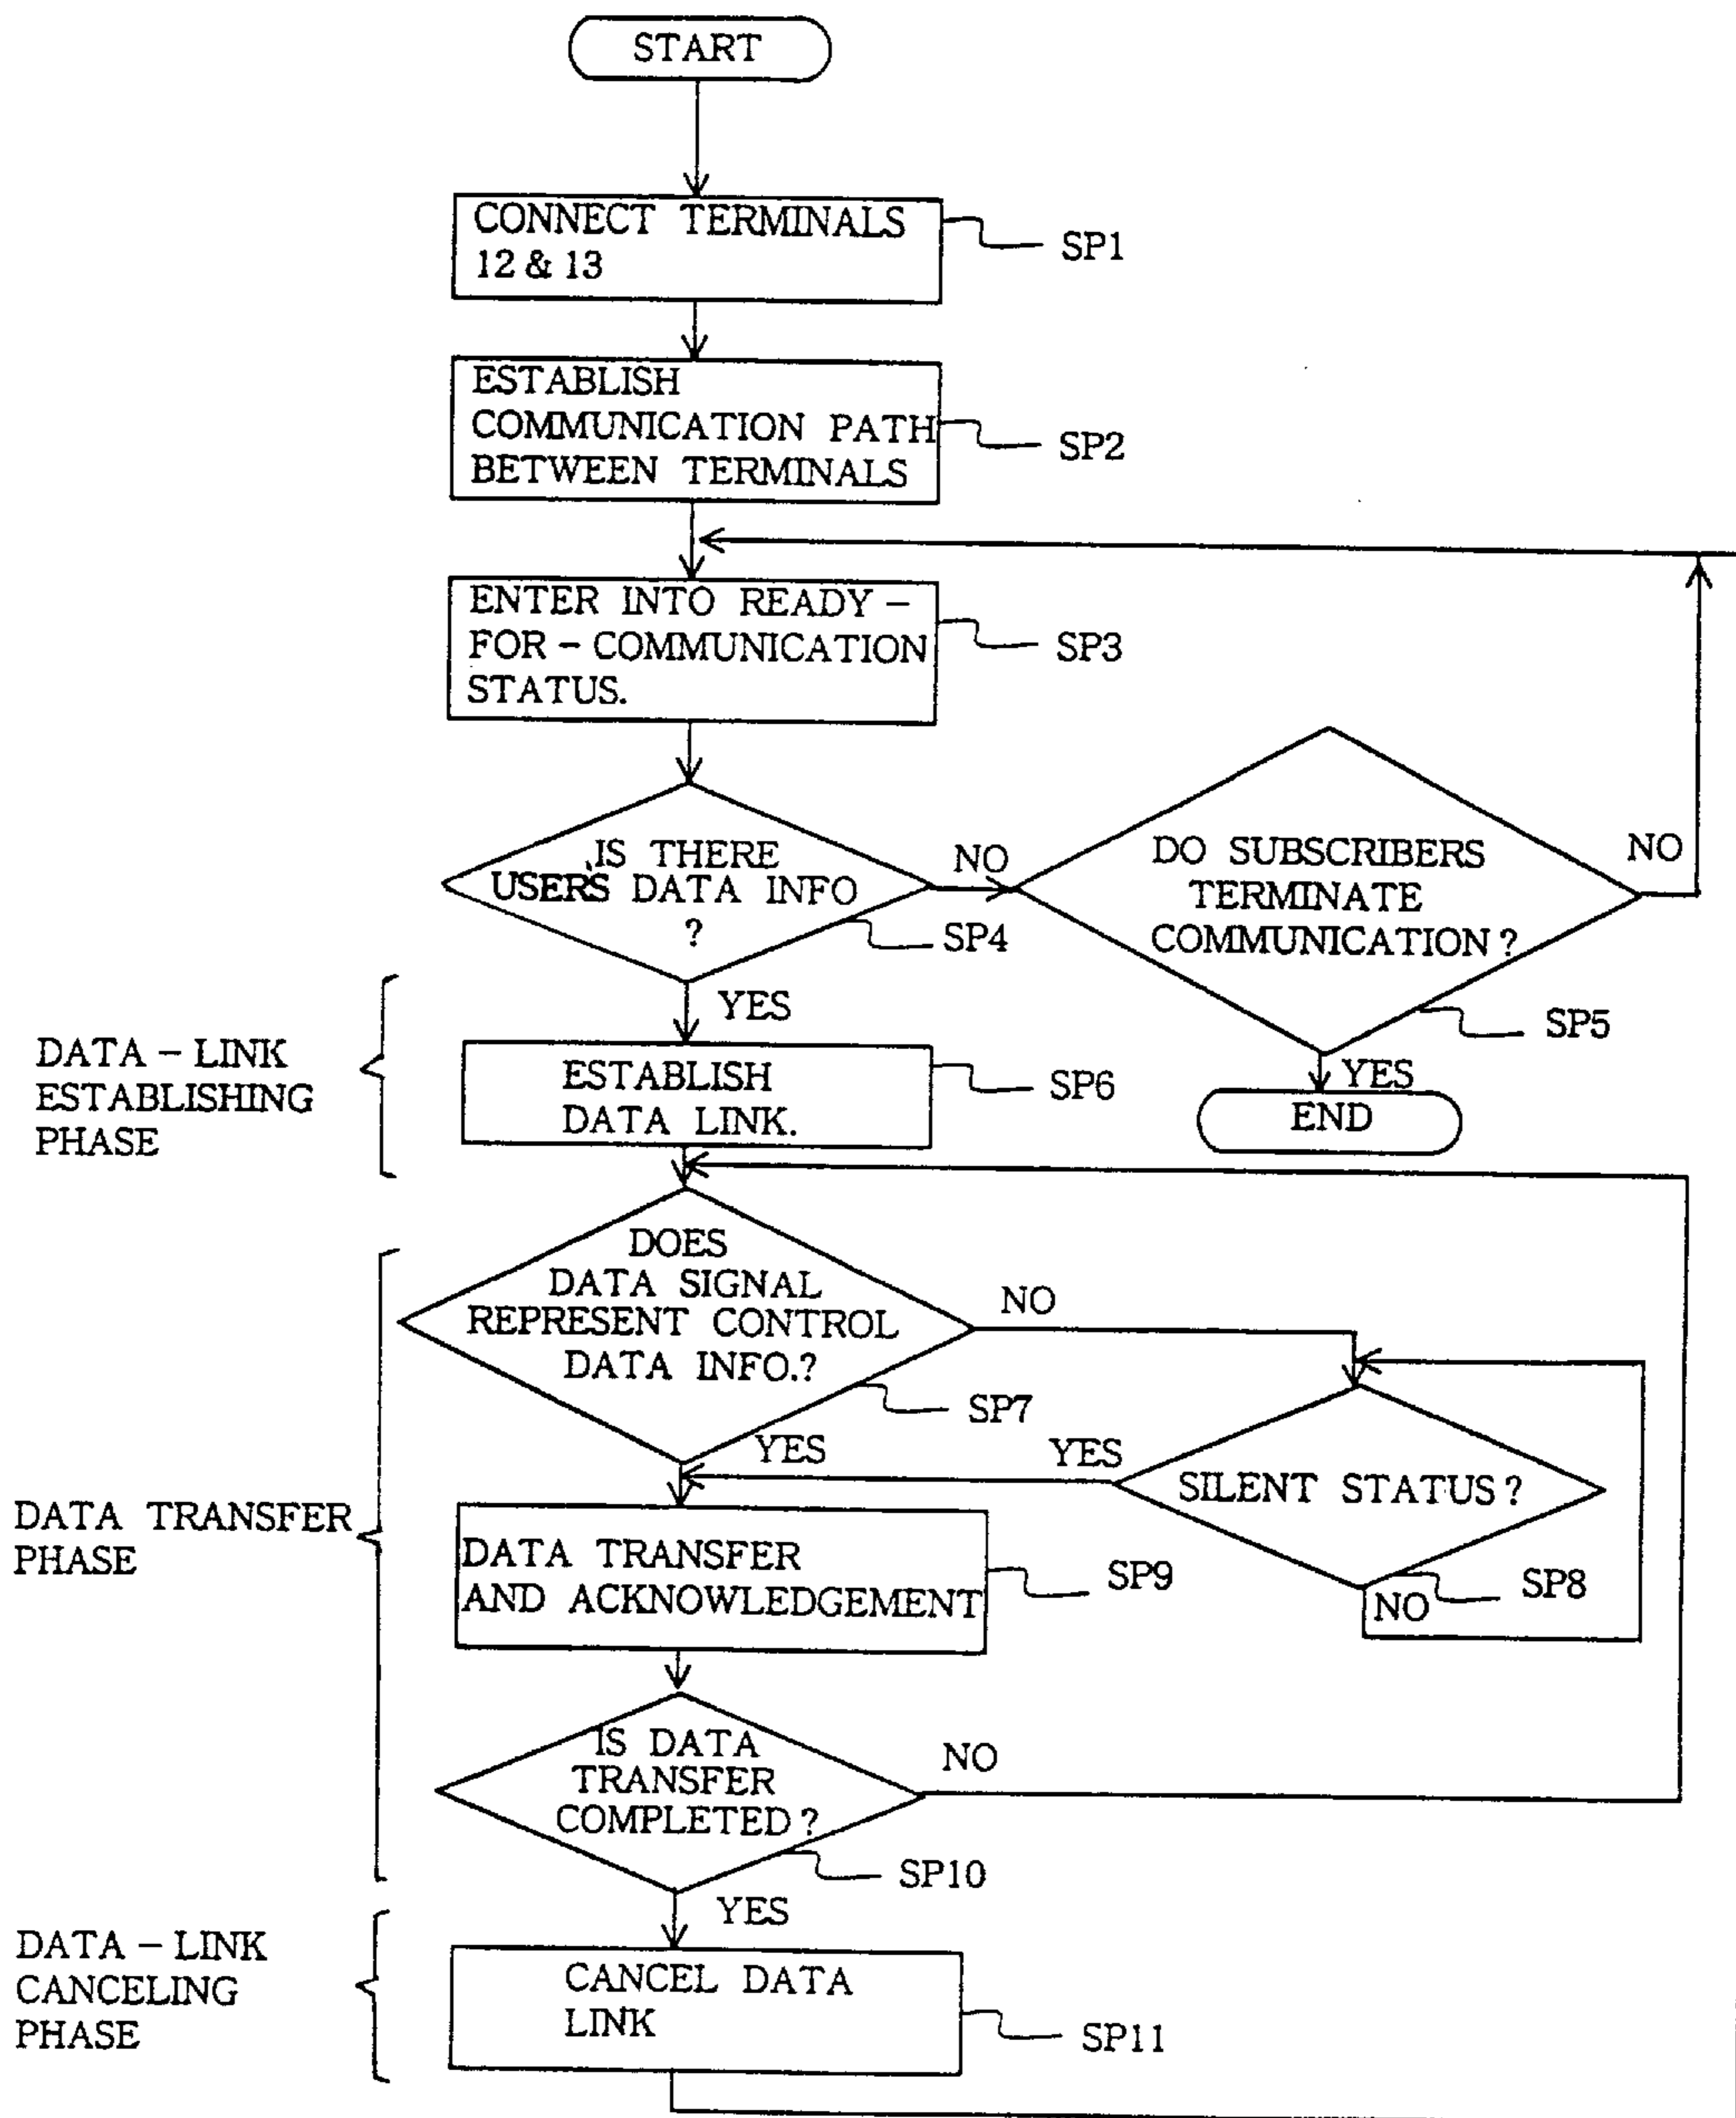 START
CONNECT TERMINALS
12 & 13
SP1
ESTABLISH
COMMUNICATION PATH
BETWEEN TERMINALS
SP2
ENTER INTO READY –
FOR – COMMUNICATION
STATUS.
SP3
IS THERE
USER'S DATA INFO
?
SP4
NO
DO SUBSCRIBERS
TERMINATE
COMMUNICATION ?
NO
SP5
YES
END
YES
DATA – LINK
ESTABLISHING
PHASE
ESTABLISH
DATA LINK.
SP6
DOES
DATA SIGNAL
REPRESENT CONTROL
DATA INFO.?
NO
SP7
YES
YES
SILENT STATUS ?
SP8
NO
DATA TRANSFER
PHASE
DATA TRANSFER
AND ACKNOWLEDGEMENT
SP9
IS DATA
TRANSFER
COMPLETED ?
NO
SP10
YES
DATA – LINK
CANCELING
PHASE
CANCEL DATA
LINK
SP11